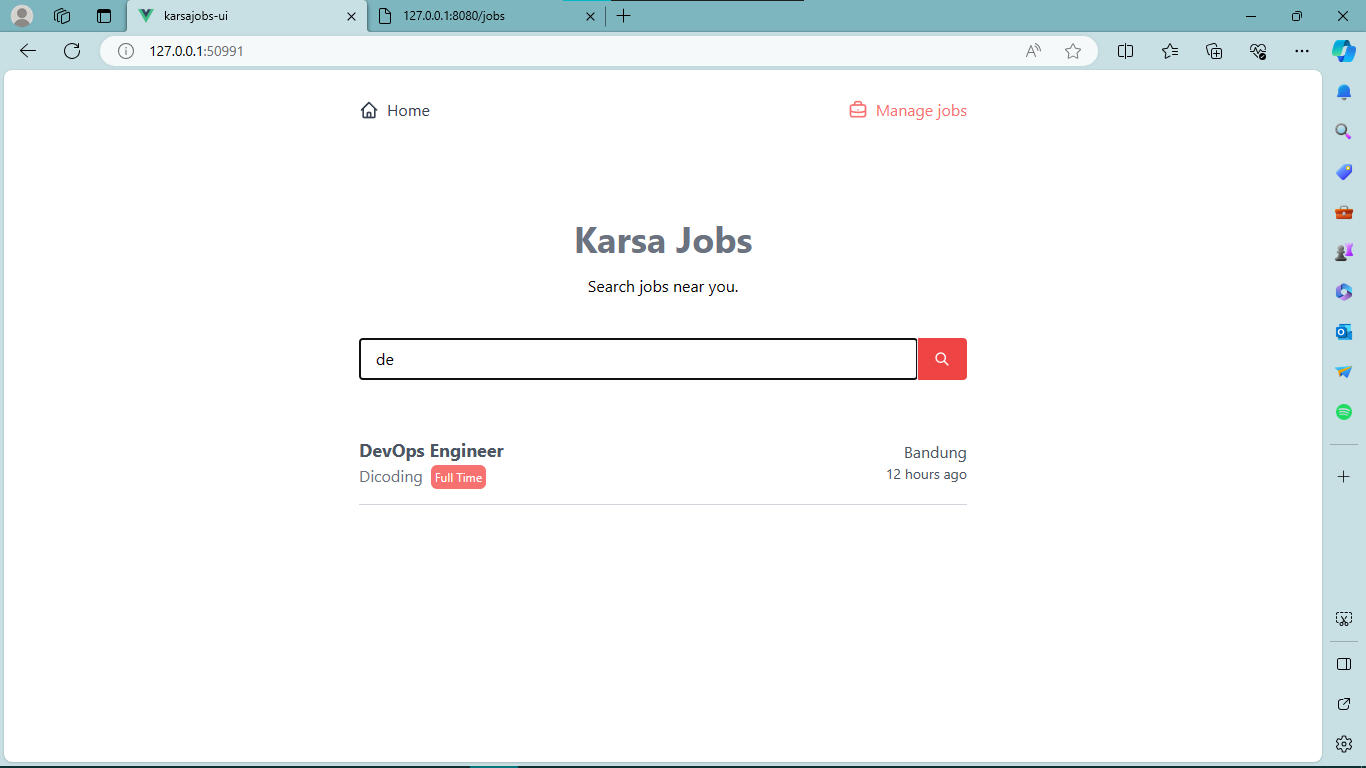 karsajobs-ui
127.0.0.1:8080/jobs
127.0.0.1:50991
Home
Manage jobs
Karsa Jobs
Search jobs near you.
de
DevOps Engineer
Bandung
Dicoding Full Time
12 hours ago